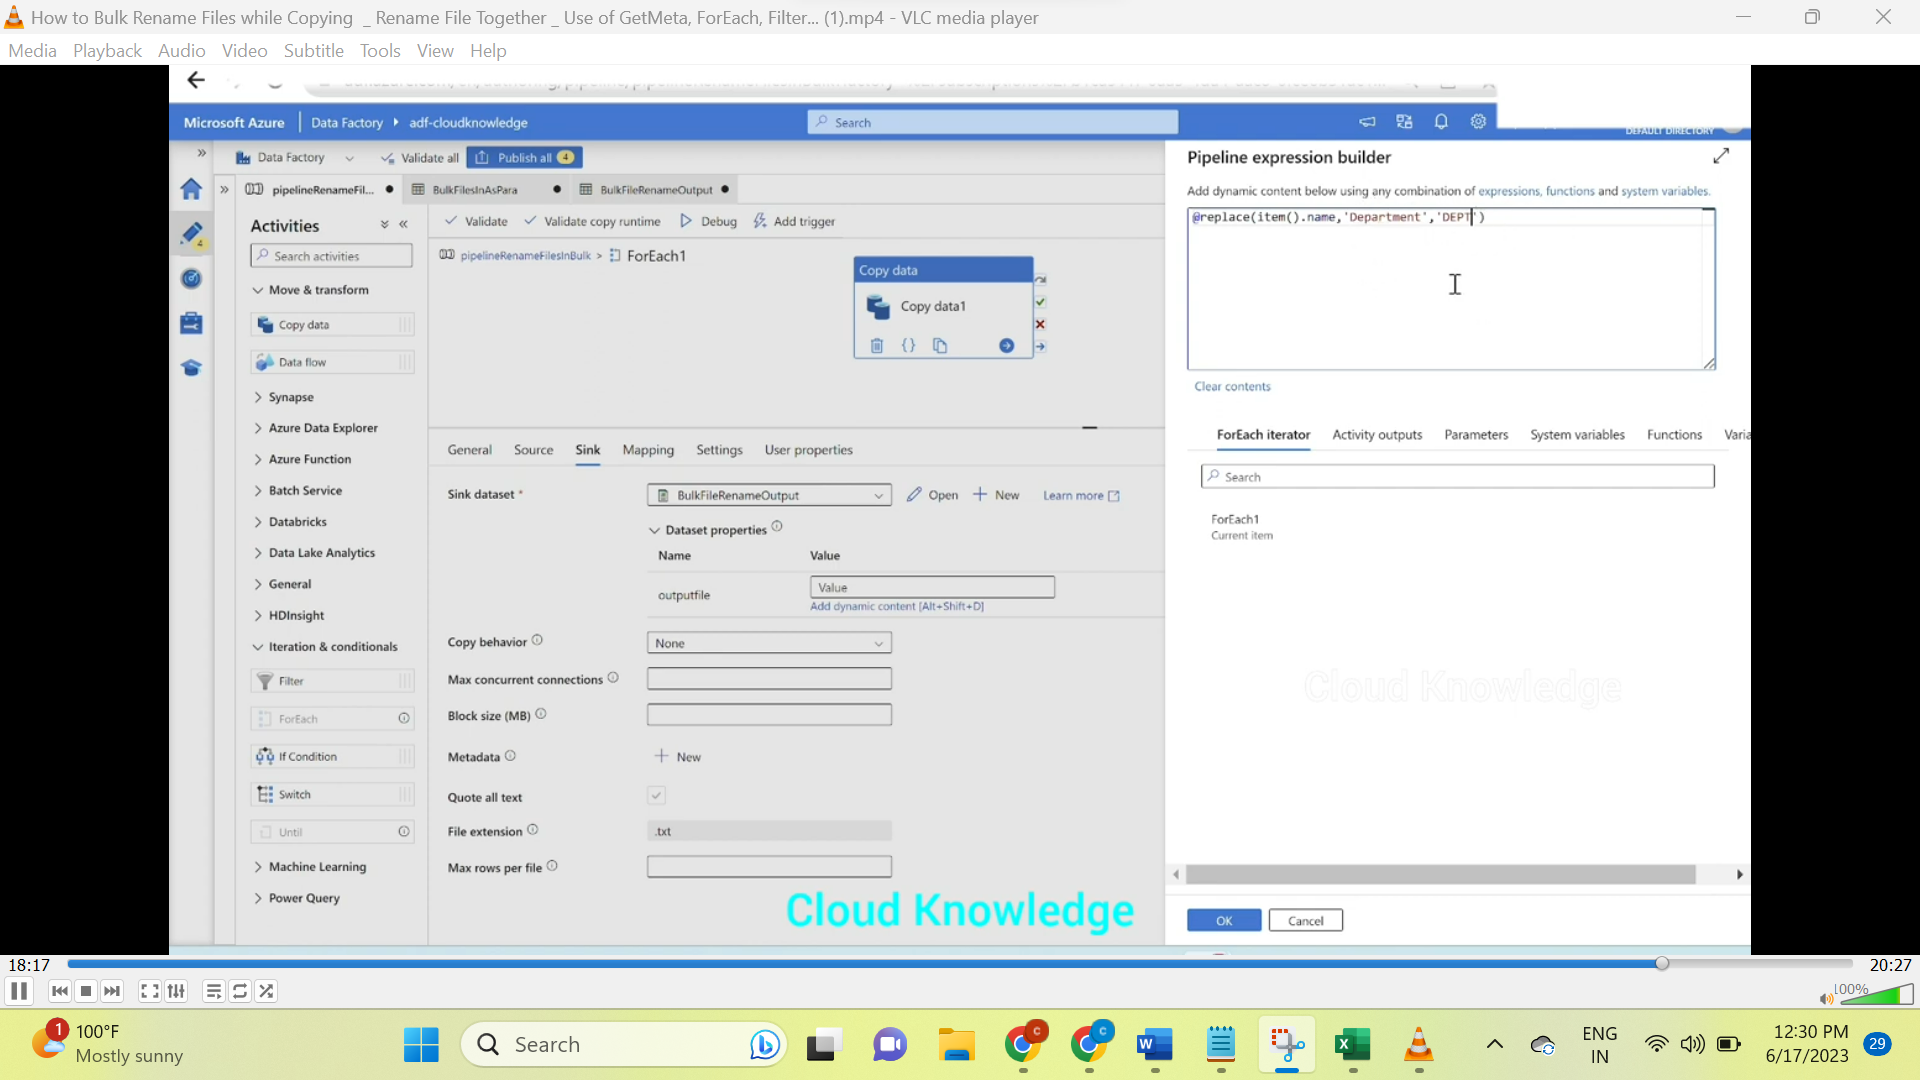 How to Bulk Rename Files while Copying _ Rename File Together _ Use of GetMeta, ForEach, Filter... (1).mp4 - VLC media player
Media Playback Audio Video Subtitle Tools View Help
Microsoft Azure Data Factory adf-cloudknowledge
Search
DEFAULT DIRECTORY
Data Factory
Validate all
Publish all 4
pipelineRenameFil...
BulkFilesInAsPara
BulkFileRenameOutput
Activities
Search activities
Move & transform
Copy data
Data flow
Synapse
Azure Data Explorer
Azure Function
Batch Service
Databricks
Data Lake Analytics
General
HDInsight
Iteration & conditionals
Filter
ForEach
If Condition
Switch
Until
Machine Learning
Power Query
4
Validate Validate copy runtime Debug Add trigger
pipelineRenameFilesInBulk > ForEach1
Copy data
Copy data1
General Source Sink Mapping Settings User properties
Sink dataset *
BulkFileRenameOutput
Open New Learn more
Dataset properties
Name Value
outputfile Value
Add dynamic content [Alt+Shift+D]
Copy behavior None
Max concurrent connections
Block size (MB)
Metadata New
Quote all text
File extension .txt
Max rows per file
Cloud Knowledge
Pipeline expression builder
Add dynamic content below using any combination of expressions, functions and system variables.
@replace(item().name,'Department','DEPT')
Clear contents
ForEach iterator Activity outputs Parameters System variables Functions Varia
Search
ForEach1
Current item
Cloud Knowledge
OK Cancel
18:17 20:27
100%
1 100°F
Mostly sunny
Search
C C
ENG
IN
12:30 PM
6/17/2023
29